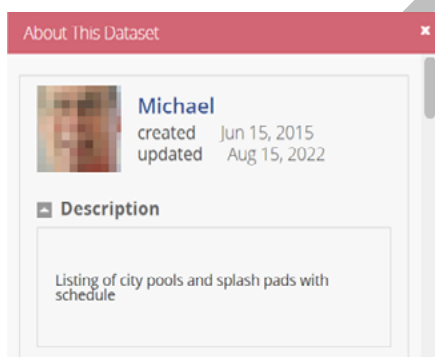 About This Dataset
x
Michael
created Jun 15, 2015
updated Aug 15, 2022
Description
Listing of city pools and splash pads with
schedule